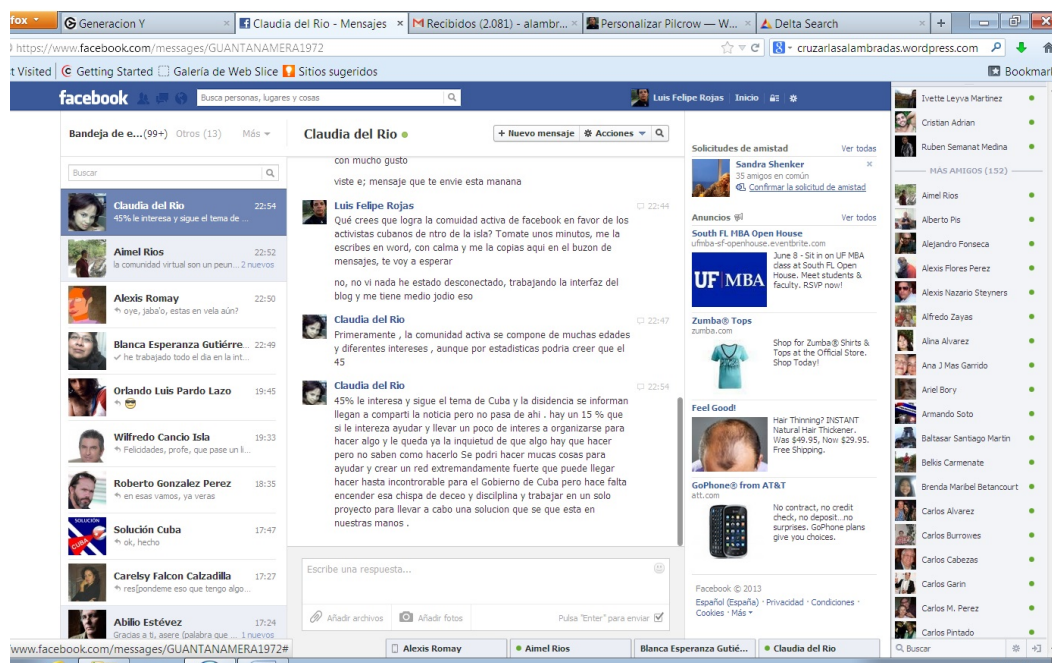 fox
Generacion Y
Claudia del Rio - Mensajes
Recibidos (2.081) - alambr...
Personalizar Pilcrow — W...
Delta Search
https://www.facebook.com/messages/GUANTANAMERA1972
cruzarlasalambradas.wordpress.com
t Visited
Getting Started
Galería de Web Slice
Sitios sugeridos
Bookmark
facebook
Busca personas, lugares y cosas
Luis Felipe Rojas
Inicio
Bandeja de e...(99+)
Otros (13)
Más
Buscar
Claudia del Rio
22:54
45% le interesa y sigue el tema de ...
Aimel Rios
22:52
la comunidad virtual son un peun... 2 nuevos
Alexis Romay
22:50
oye, jaba'o, estas en vela aún?
Blanca Esperanza Gutiérre...
22:49
he trabajado todo el dia en la int...
Orlando Luis Pardo Lazo
19:45
Wilfredo Cancio Isla
19:33
Felicidades, profe, que pase un li...
Roberto Gonzalez Perez
18:35
en esas vamos, ya veras
SOLUCIÓN
CUBA
Solución Cuba
17:47
ok, hecho
Carelsy Falcon Calzadilla
17:27
res[pondeme eso que tengo algo...
Abilio Estévez
17:24
Gracias a ti, asere (palabra que ... 1 nuevos
www.facebook.com/messages/GUANTANAMERA1972#
Claudia del Rio
+ Nuevo mensaje
Acciones
con mucho gusto
viste e; mensaje que te envie esta manana
Luis Felipe Rojas
22:44
Qué crees que logra la comuidad activa de facebook en favor de los
activistas cubanos de ntro de la isla? Tomate unos minutos, me la
escribes en word, con calma y me la copias aqui en el buzon de
mensajes, te voy a esperar
no, no vi nada he estado desconectado, trabajando la interfaz del
blog y me tiene medio jodio eso
Claudia del Rio
22:47
Primeramente , la comunidad activa se compone de muchas edades
y diferentes intereses , aunque por estadisticas podria creer que el
45
Claudia del Rio
22:54
45% le interesa y sigue el tema de Cuba y la disidencia se informan
llegan a comparti la noticia pero no pasa de ahi . hay un 15 % que
si le intereza ayudar y llevar un poco de interes a organizarse para
hacer algo y le queda ya la inquietud de que algo hay que hacer
pero no saben como hacerlo Se podri hacer mucas cosas para
ayudar y crear un red extremandamente fuerte que puede llegar
hacer hasta incontrorable para el Gobierno de Cuba pero hace falta
encender esa chispa de deceo y discilplina y trabajar en un solo
proyecto para llevar a cabo una solucion que se que esta en
nuestras manos .
Escribe una respuesta...
Añadir archivos
Añadir fotos
Pulsa "Enter" para enviar
Solicitudes de amistad
Ver todas
Sandra Shenker
35 amigos en común
Confirmar la solicitud de amistad
Anuncios
Ver todos
South FL MBA Open House
ufmba-sf-openhouse.eventbrite.com
UF MBA
June 8 - Sit in on UF MBA
class at South FL Open
House. Meet students &
faculty. RSVP now!
Zumba® Tops
zumba.com
Shop for Zumba® Shirts &
Tops at the Official Store.
Shop Today!
Feel Good!
Hair Thinning? INSTANT
Natural Hair Thickener.
Was $49.95, Now $29.95.
Free Shipping.
GoPhone® from AT&T
att.com
No contract, no credit
check, no deposit...no
surprises. GoPhone plans
give you choices.
Facebook © 2013
Español (España) · Privacidad · Condiciones ·
Cookies · Más
Ivette Leyva Martinez
Cristian Adrian
Ruben Semanat Medina
MÁS AMIGOS (152)
Aimel Rios
Alberto Pis
Alejandro Fonseca
Alexis Flores Perez
Alexis Nazario Steyners
Alfredo Zayas
Alina Alvarez
Ana J Mas Garrido
Ariel Bory
Armando Soto
Baltasar Santiago Martin
Belkis Carmenate
Brenda Maribel Betancourt
Carlos Alvarez
Carlos Burrowes
Carlos Cabezas
Carlos Garin
Carlos M. Perez
Carlos Pintado
Buscar
Alexis Romay
Aimel Rios
Blanca Esperanza Gutié...
Claudia del Rio